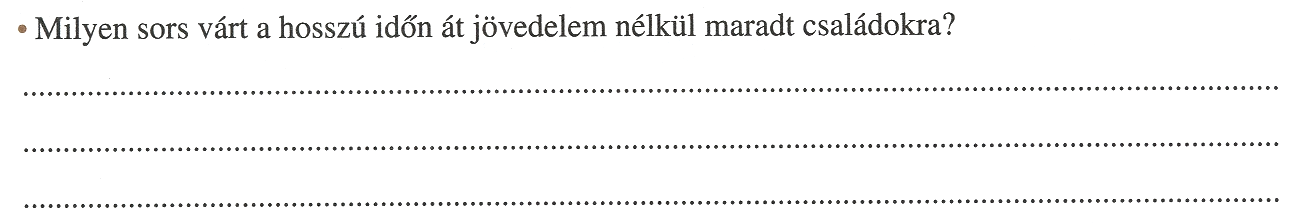 • Milyen sors várt a hosszú időn át jövedelem nélkül maradt családokra?